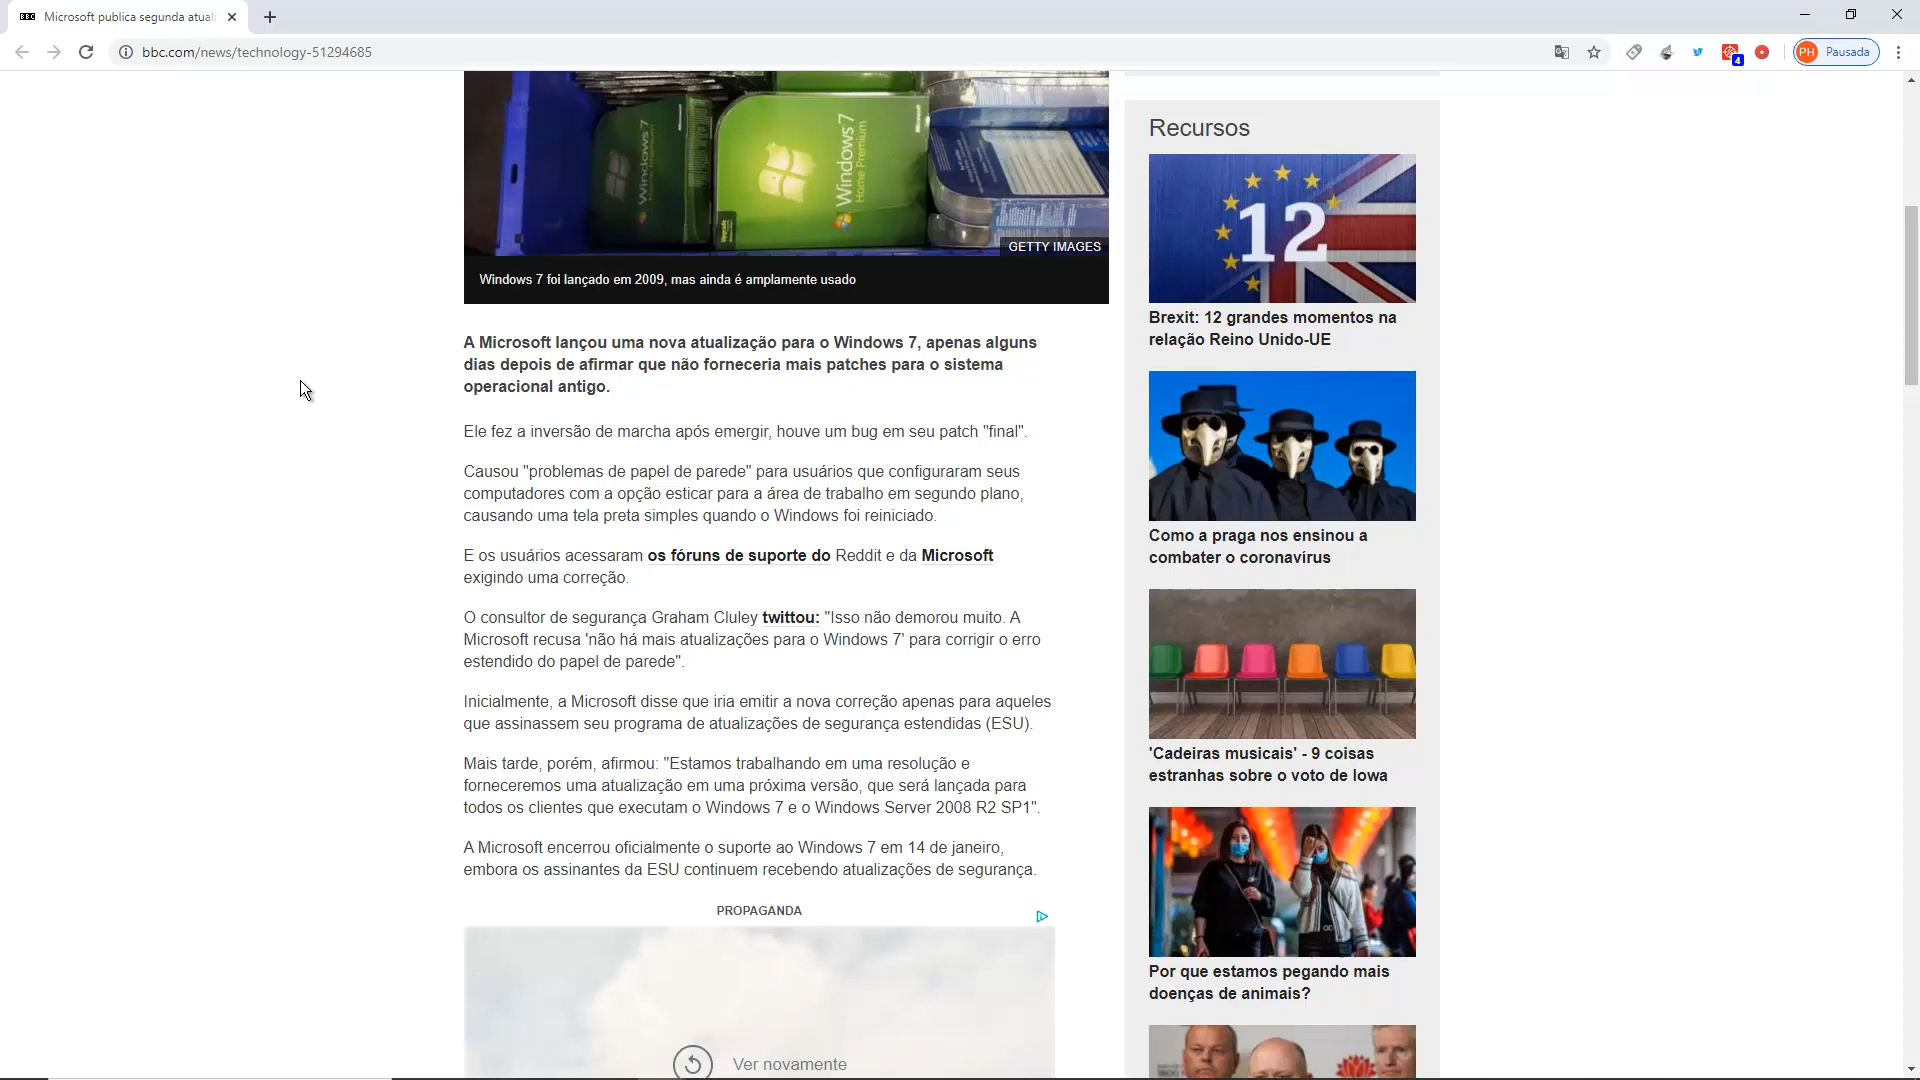 BBC
Microsoft publica segunda atuali
bbc.com/news/technology-51294685
4
PH
Pausada
Windows 7
Microsoft
Windows 7
Home Premium
Microsoft
Upgrade
GETTY IMAGES
Windows 7 foi lançado em 2009, mas ainda é amplamente usado
A Microsoft lançou uma nova atualização para o Windows 7, apenas alguns
dias depois de afirmar que não forneceria mais patches para o sistema
operacional antigo.
Ele fez a inversão de marcha após emergir, houve um bug em seu patch "final".
Causou "problemas de papel de parede" para usuários que configuraram seus
computadores com a opção esticar para a área de trabalho em segundo plano,
causando uma tela preta simples quando o Windows foi reiniciado.
E os usuários acessaram os fóruns de suporte do Reddit e da Microsoft
exigindo uma correção.
O consultor de segurança Graham Cluley twittou: "Isso não demorou muito. A
Microsoft recusa 'não há mais atualizações para o Windows 7' para corrigir o erro
estendido do papel de parede".
Inicialmente, a Microsoft disse que iria emitir a nova correção apenas para aqueles
que assinassem seu programa de atualizações de segurança estendidas (ESU).
Mais tarde, porém, afirmou: "Estamos trabalhando em uma resolução e
forneceremos uma atualização em uma próxima versão, que será lançada para
todos os clientes que executam o Windows 7 e o Windows Server 2008 R2 SP1".
A Microsoft encerrou oficialmente o suporte ao Windows 7 em 14 de janeiro,
embora os assinantes da ESU continuem recebendo atualizações de segurança.
PROPAGANDA
Ver novamente
Recursos
12
Brexit: 12 grandes momentos na
relação Reino Unido-UE
Como a praga nos ensinou a
combater o coronavírus
'Cadeiras musicais' - 9 coisas
estranhas sobre o voto de Iowa
Por que estamos pegando mais
doenças de animais?